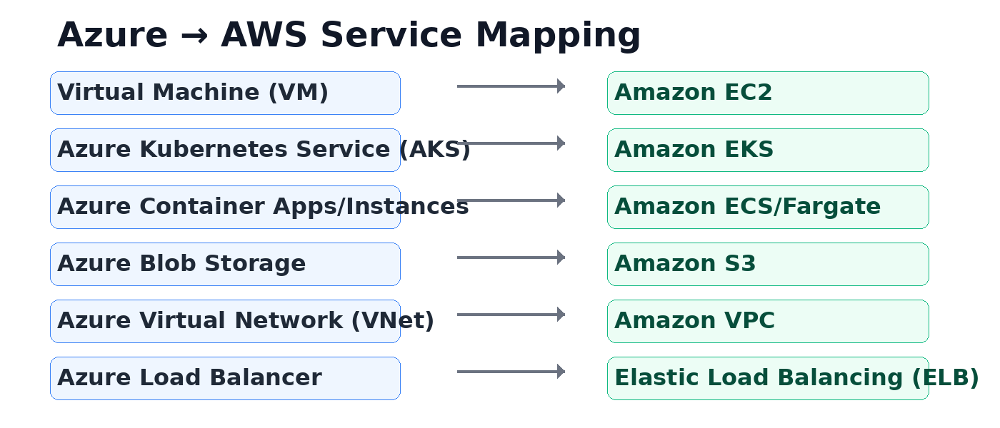 Azure → AWS Service Mapping
Virtual Machine (VM)
Amazon EC2
Azure Kubernetes Service (AKS)
Amazon EKS
Azure Container Apps/Instances
Amazon ECS/Fargate
Azure Blob Storage
Amazon S3
Azure Virtual Network (VNet)
Amazon VPC
Azure Load Balancer
Elastic Load Balancing (ELB)